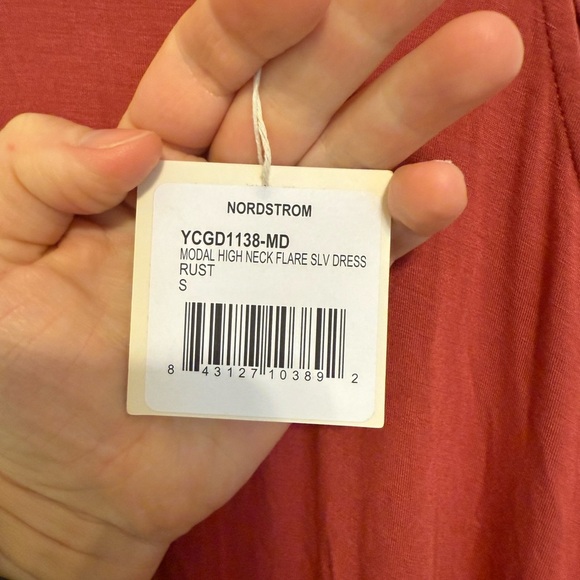 NORDSTROM
YCGD1138-MD
MODAL HIGH NECK FLARE SLV DRESS
RUST
S
8 43127 10389 2